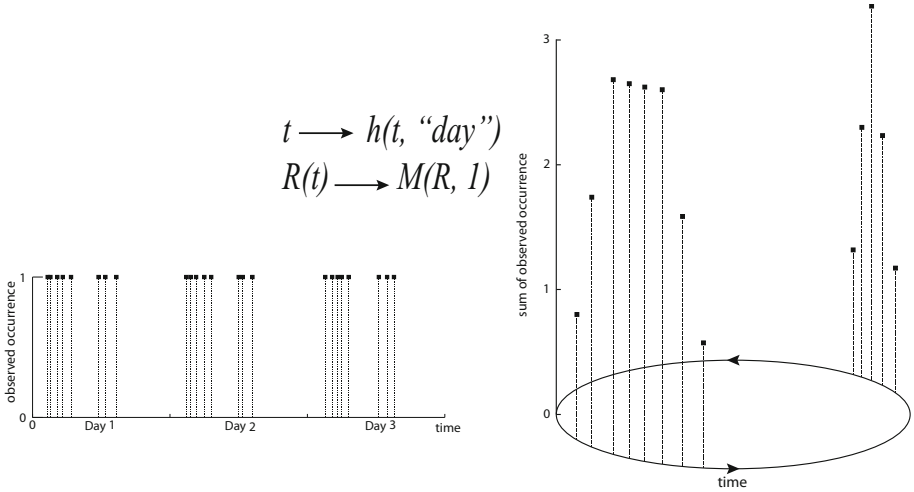 t → h(t, “day”)
R(t) → M(R, 1)
observed occurrence
1
0
0 Day 1 Day 2 Day 3 time
sum of observed occurrence
3
2
1
0
time